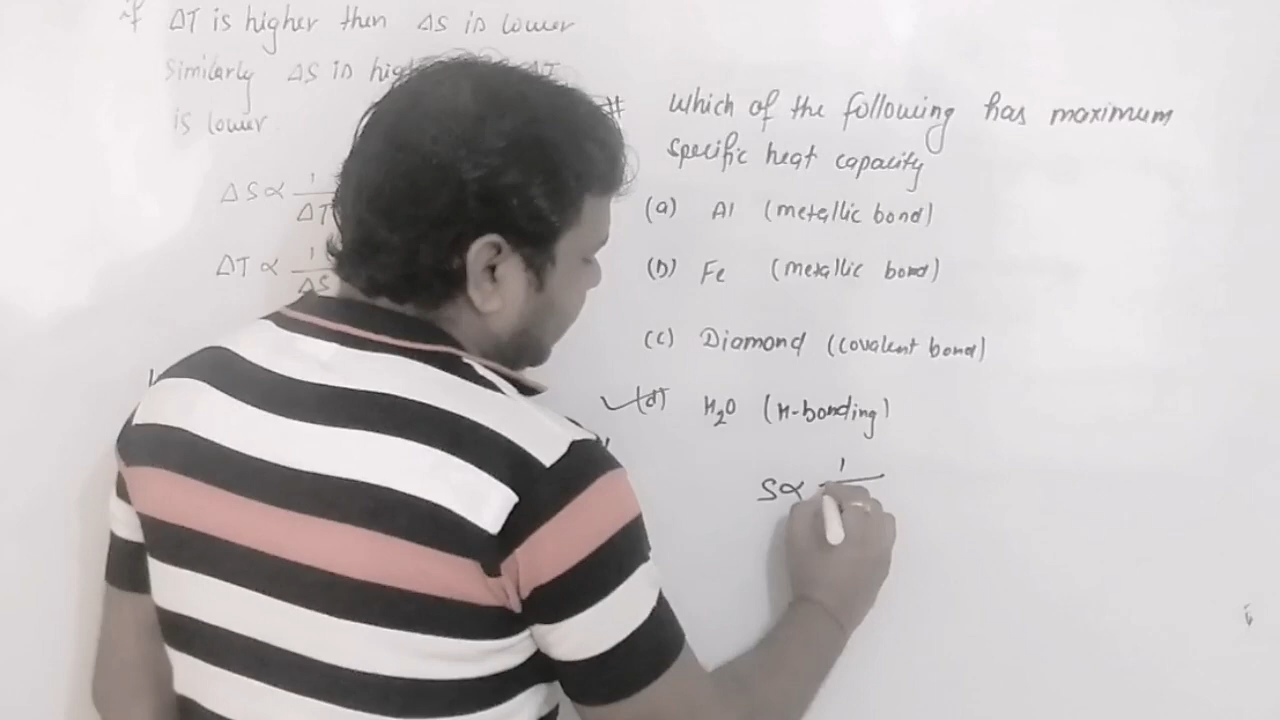 if ΔT is higher then ΔS is lower
Similarly ΔS is ΔT
is lower
ΔS ∝ 1/ΔT
ΔT ∝ 1/ΔS
# which of the following has maximum
specific heat capacity
(a) Al (metallic bond)
(b) Fe (metallic bond)
(c) Diamond (covalent bond)
(d) H₂O (H-bonding)
S ∝ 1